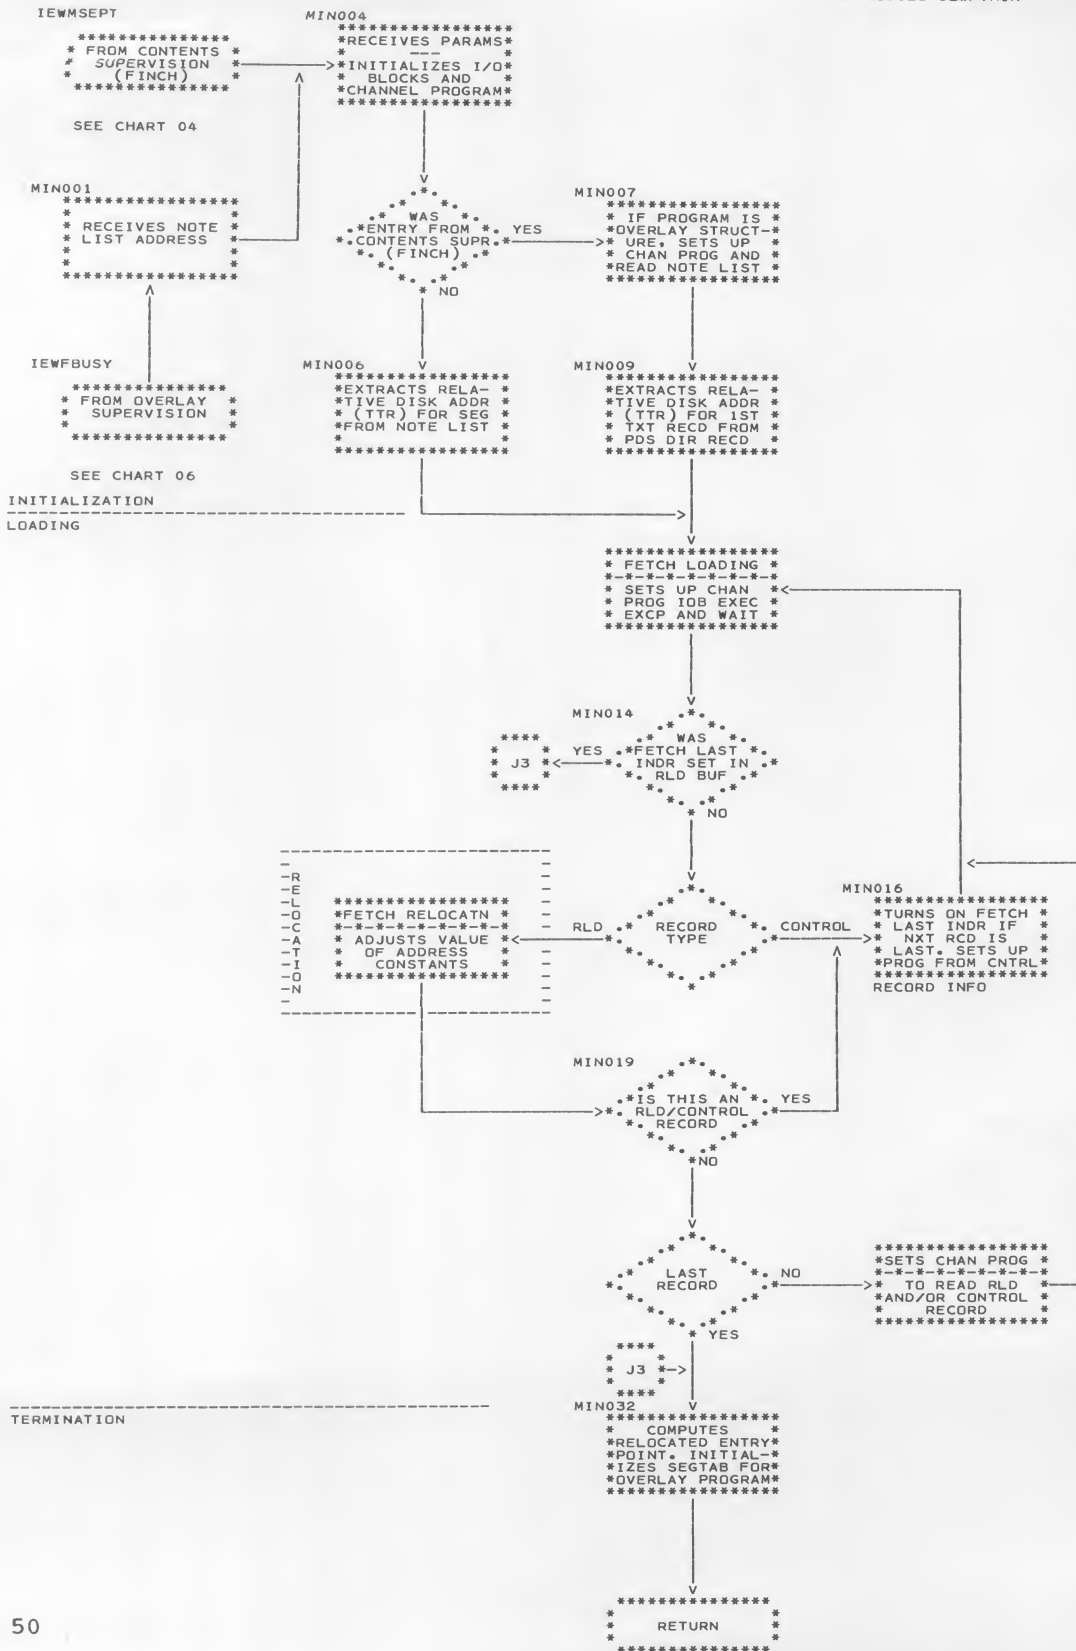 IEWMSEPT
FROM CONTENTS
SUPERVISION
(FINCH)
SEE CHART 04
MIN004
RECEIVES PARAMS
---
INITIALIZES I/O
BLOCKS AND
CHANNEL PROGRAM
MIN001
RECEIVES NOTE
LIST ADDRESS
WAS
ENTRY FROM
CONTENTS SUPR.
(FINCH)
YES
NO
MIN007
IF PROGRAM IS
OVERLAY STRUCT-
URE, SETS UP
CHAN PROG AND
READ NOTE LIST
IEWFBUSY
FROM OVERLAY
SUPERVISION
SEE CHART 06
MIN006
EXTRACTS RELA-
TIVE DISK ADDR
(TTR) FOR SEG
FROM NOTE LIST
MIN009
EXTRACTS RELA-
TIVE DISK ADDR
(TTR) FOR 1ST
TXT RECD FROM
PDS DIR RECD
INITIALIZATION
LOADING
FETCH LOADING
SETS UP CHAN
PROG IOB EXEC
EXCP AND WAIT
MIN014
WAS
FETCH LAST
INDR SET IN
RLD BUF
YES
J3
NO
RELOCATION
FETCH RELOCATN
ADJUSTS VALUE
OF ADDRESS
CONSTANTS
RLD
RECORD
TYPE
CONTROL
MIN016
TURNS ON FETCH
LAST INDR IF
NXT RCD IS
LAST. SETS UP
PROG FROM CNTRL
RECORD INFO
MIN019
IS THIS AN
RLD/CONTROL
RECORD
YES
NO
LAST
RECORD
NO
YES
SETS CHAN PROG
TO READ RLD
AND/OR CONTROL
RECORD
J3
TERMINATION
MIN032
COMPUTES
RELOCATED ENTRY
POINT. INITIAL-
IZES SEGTAB FOR
OVERLAY PROGRAM
RETURN
50